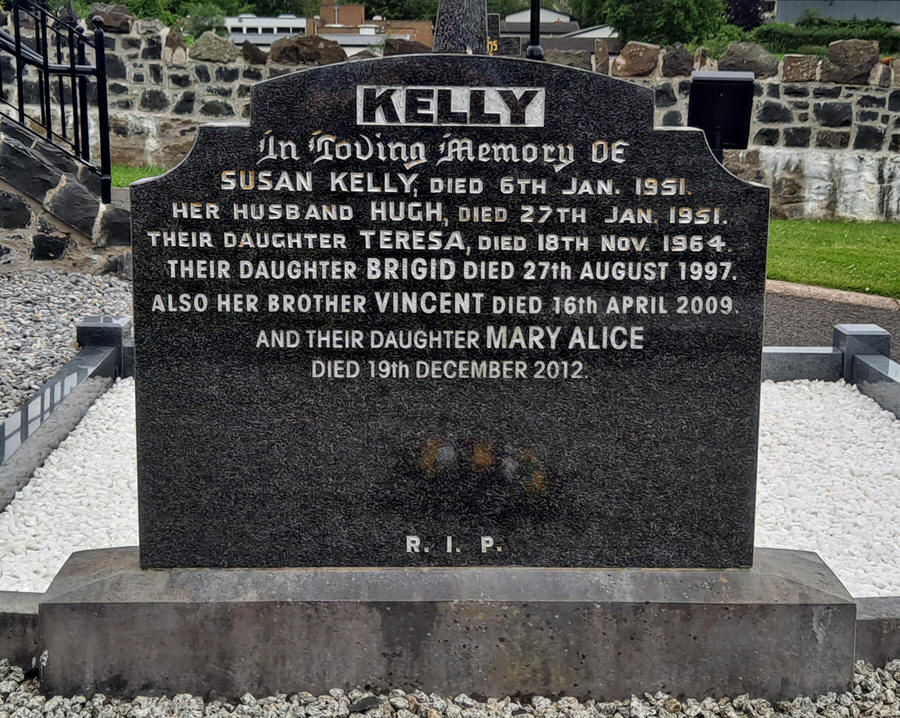 KELLY
In Loving Memory Of
SUSAN KELLY, DIED 6TH JAN. 1951.
HER HUSBAND HUGH, DIED 27TH JAN. 1951.
THEIR DAUGHTER TERESA, DIED 18TH NOV. 1964.
THEIR DAUGHTER BRIGID DIED 27th AUGUST 1997.
ALSO HER BROTHER VINCENT DIED 16th APRIL 2009.
AND THEIR DAUGHTER MARY ALICE
DIED 19th DECEMBER 2012.
R. I. P.